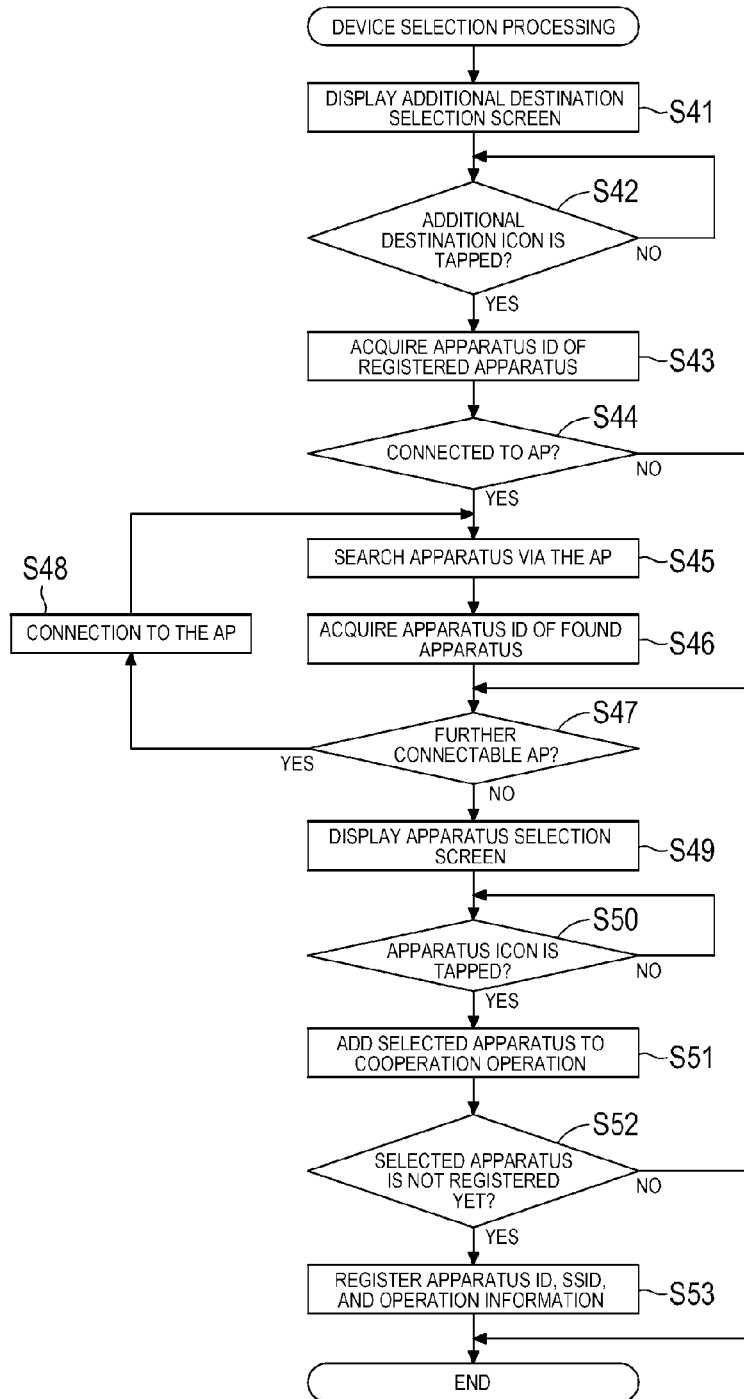 DEVICE SELECTION PROCESSING
DISPLAY ADDITIONAL DESTINATION
SELECTION SCREEN
S41
S42
ADDITIONAL
DESTINATION ICON IS
TAPPED?
NO
YES
ACQUIRE APPARATUS ID OF
REGISTERED APPARATUS
S43
S44
CONNECTED TO AP?
NO
YES
SEARCH APPARATUS VIA THE AP
S45
S48
CONNECTION TO THE AP
ACQUIRE APPARATUS ID OF FOUND
APPARATUS
S46
S47
FURTHER
CONNECTABLE AP?
YES
NO
DISPLAY APPARATUS SELECTION
SCREEN
S49
S50
APPARATUS ICON IS
TAPPED?
NO
YES
ADD SELECTED APPARATUS TO
COOPERATION OPERATION
S51
S52
SELECTED APPARATUS
IS NOT REGISTERED
YET?
NO
YES
REGISTER APPARATUS ID, SSID,
AND OPERATION INFORMATION
S53
END